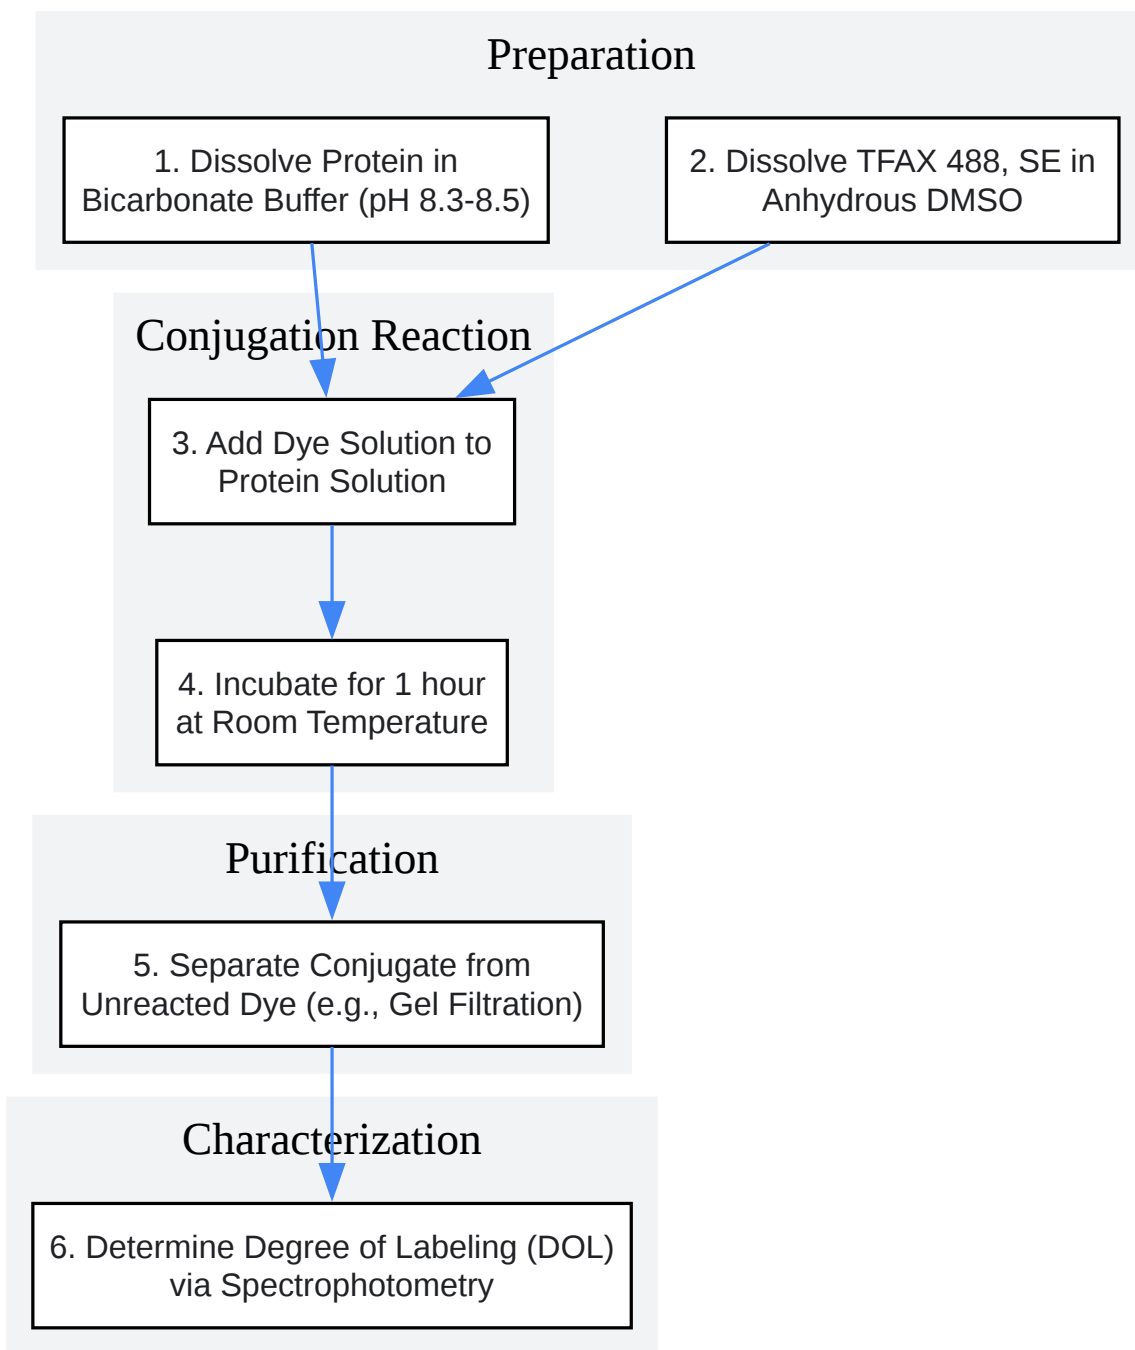 Preparation
1. Dissolve Protein in
Bicarbonate Buffer (pH 8.3-8.5)
2. Dissolve TFAX 488, SE in
Anhydrous DMSO
Conjugation Reaction
3. Add Dye Solution to
Protein Solution
4. Incubate for 1 hour
at Room Temperature
Purification
5. Separate Conjugate from
Unreacted Dye (e.g., Gel Filtration)
Characterization
6. Determine Degree of Labeling (DOL)
via Spectrophotometry